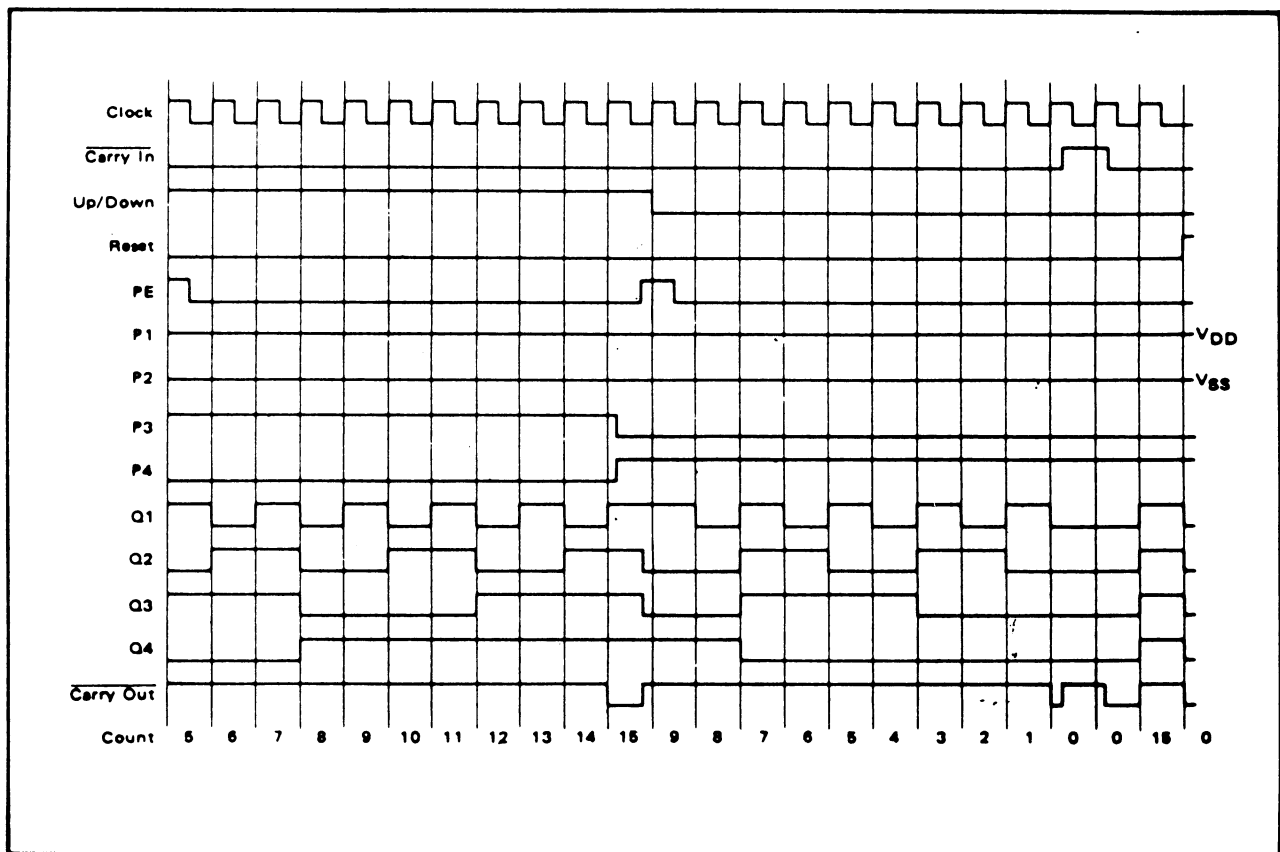 Clock
Carry In
Up/Down
Reset
PE
P1
VDD
P2
VSS
P3
P4
Q1
Q2
Q3
Q4
Carry Out
Count 5 6 7 8 9 10 11 12 13 14 15 9 8 7 6 5 4 3 2 1 0 0 15 0